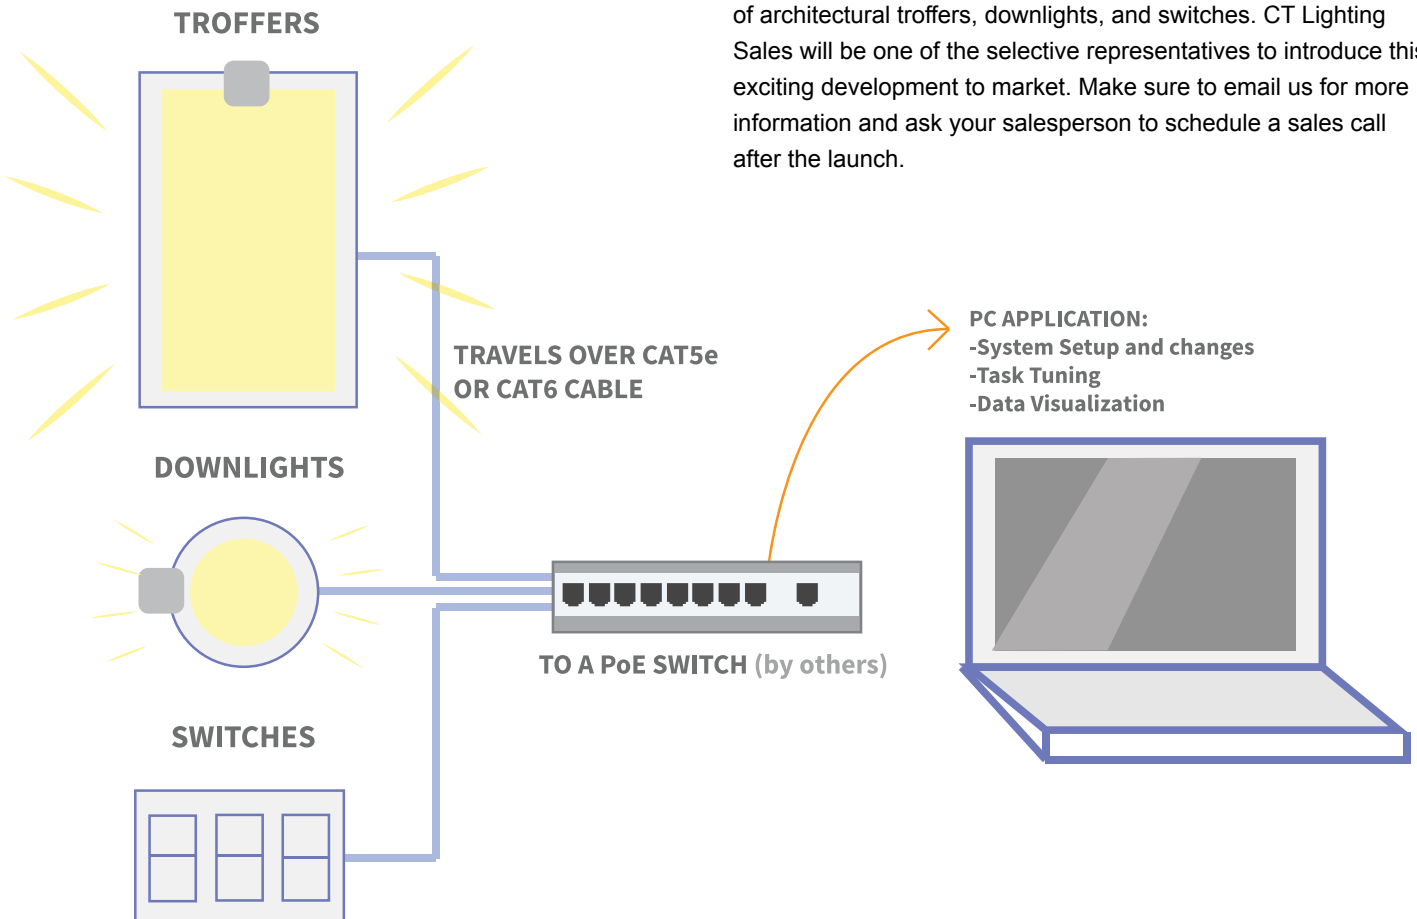 TROFFERS
of architectural troffers, downlights, and switches. CT Lighting
Sales will be one of the selective representatives to introduce this
exciting development to market. Make sure to email us for more
information and ask your salesperson to schedule a sales call
after the launch.
TRAVELS OVER CAT5e
OR CAT6 CABLE
PC APPLICATION:
-System Setup and changes
-Task Tuning
-Data Visualization
DOWNLIGHTS
TO A PoE SWITCH (by others)
SWITCHES